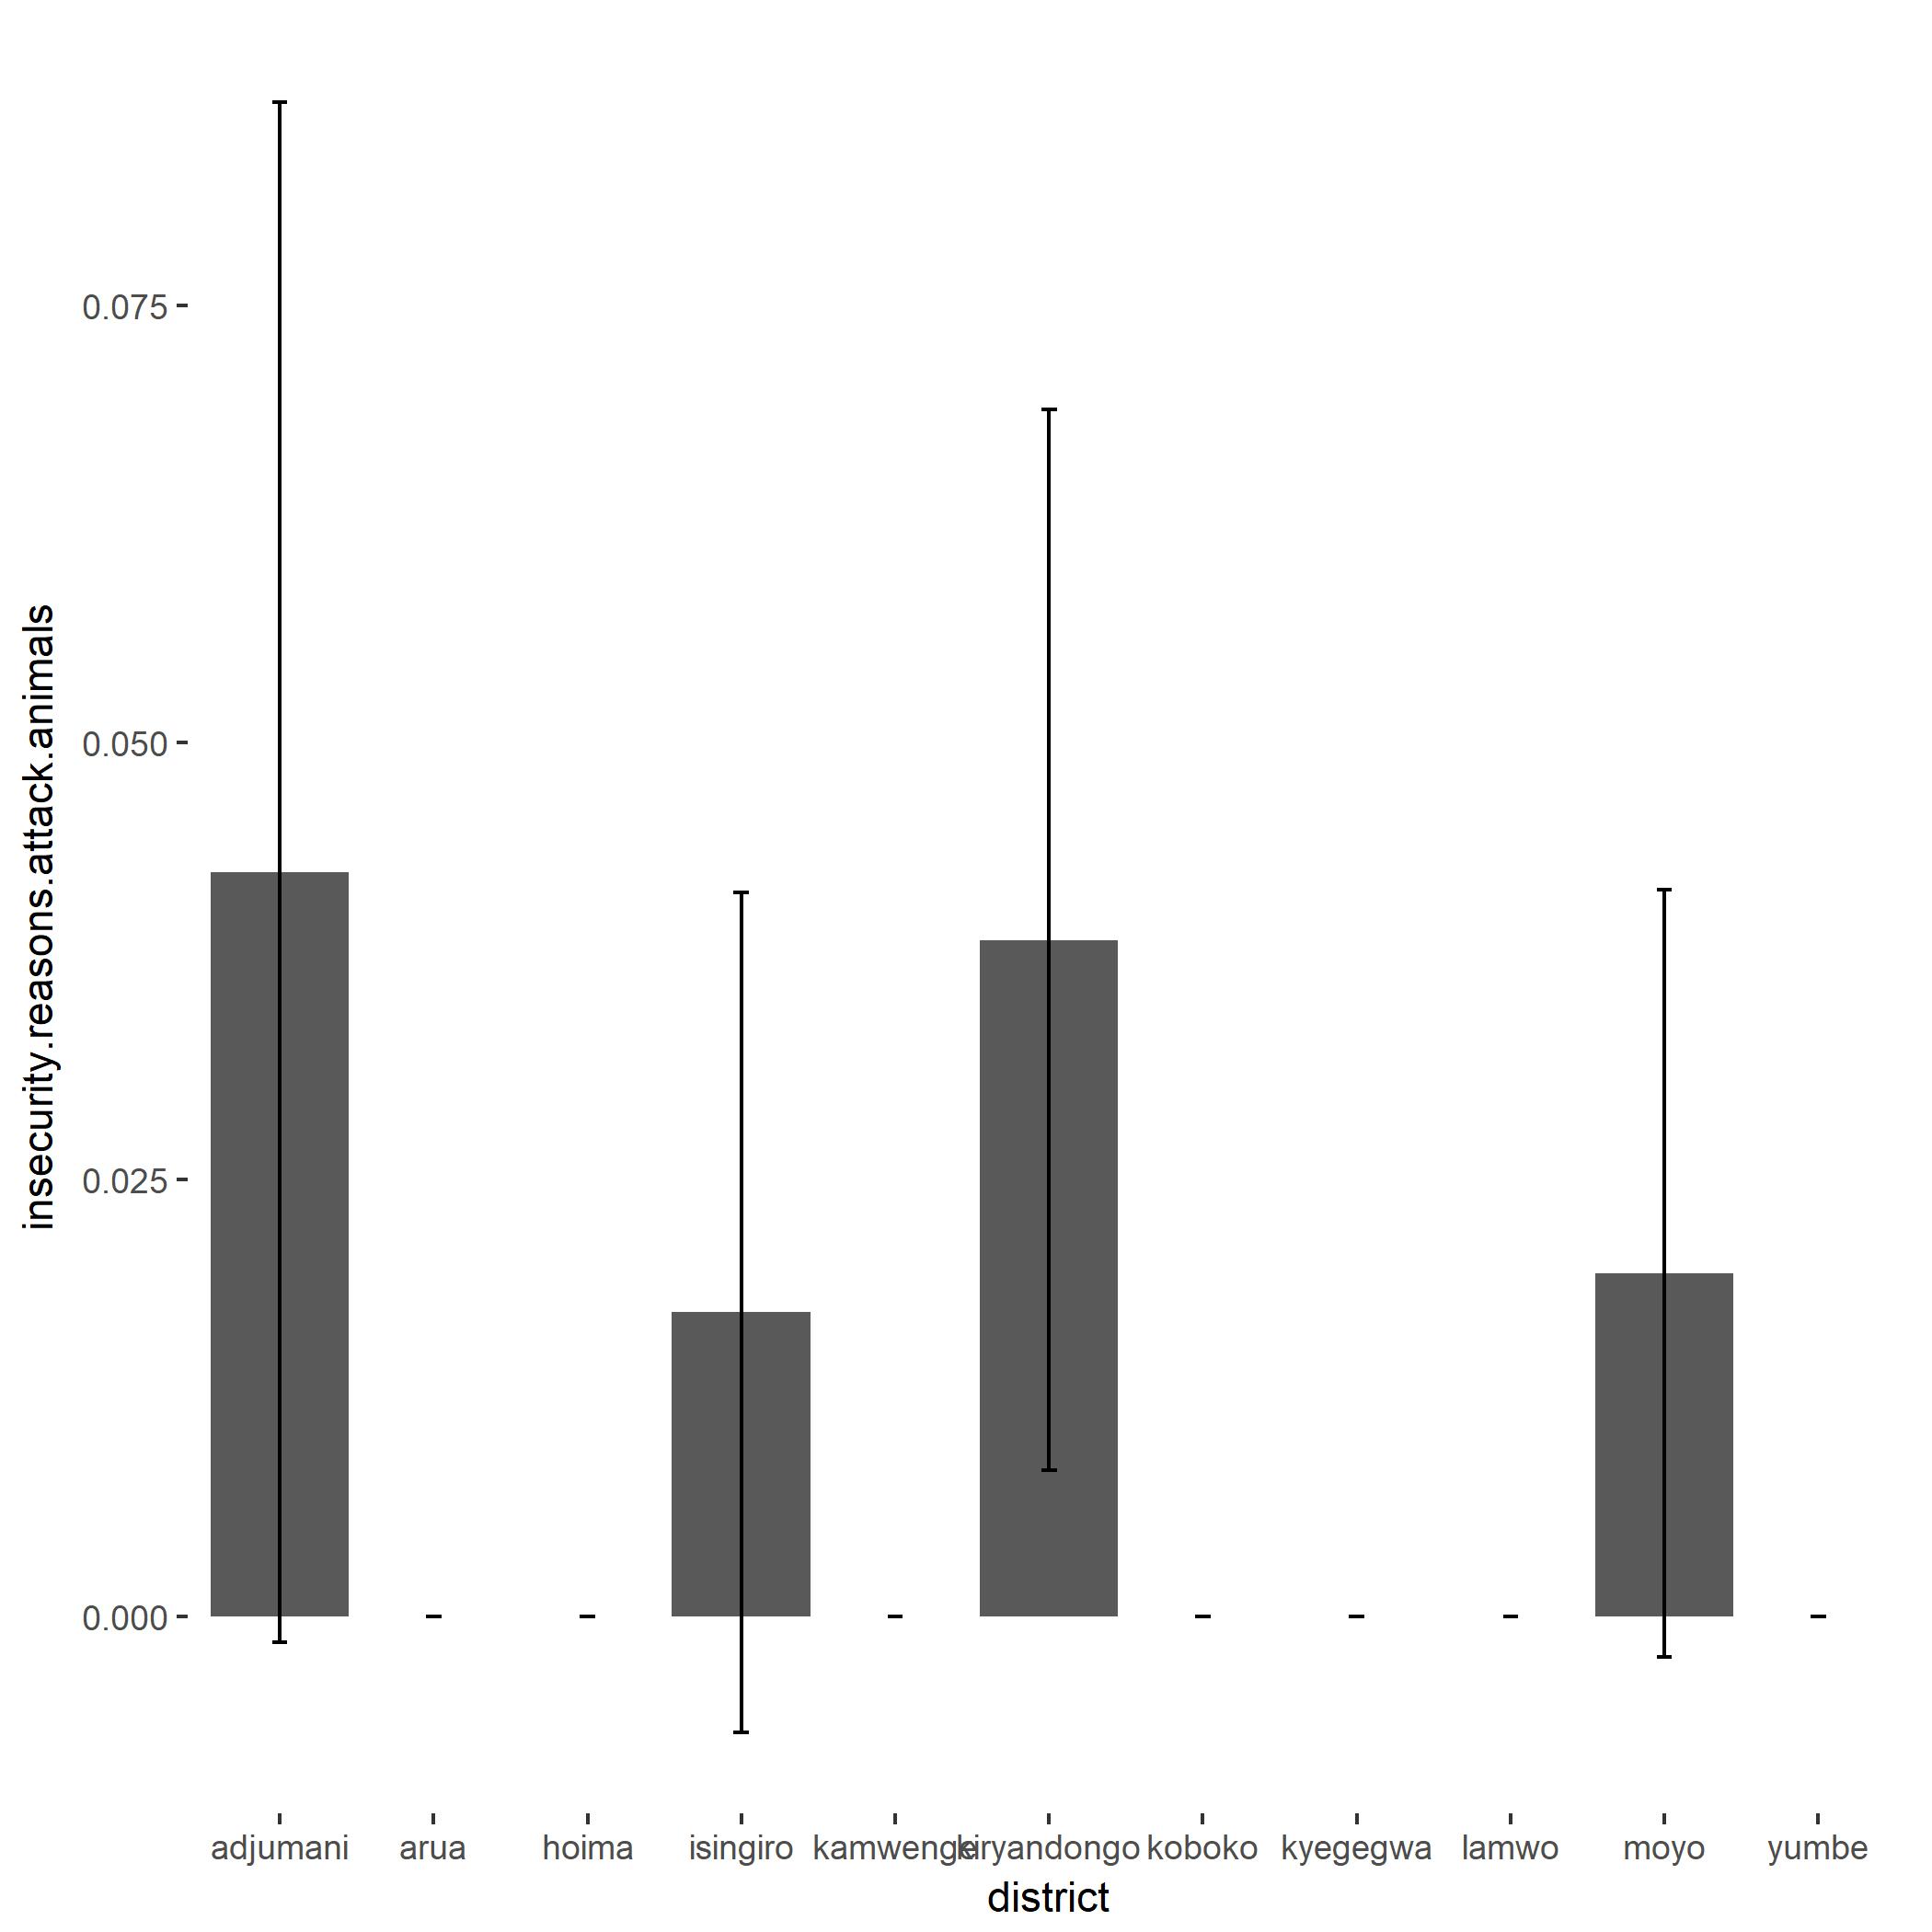 insecurity.reasons.attack.animals
0.075
0.050
0.025
0.000
adjumani arua hoima isingiro kamwenge kiryandongo koboko kyegegwa lamwo moyo yumbe
district